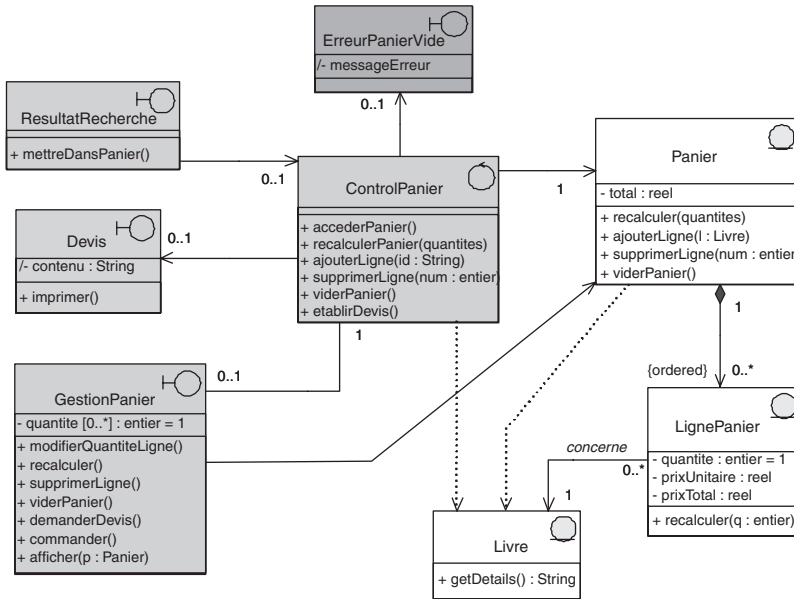 ErreurPanierVide
/- messageErreur
0..1
ResultatRecherche
+ mettreDansPanier()
0..1
ControlPanier
+ accederPanier()
+ recalculerPanier(quantites)
+ ajouterLigne(id : String)
+ supprimerLigne(num : entier)
+ viderPanier()
+ etablirDevis()
1
Panier
- total : reel
+ recalculer(quantites)
+ ajouterLigne(l : Livre)
+ supprimerLigne(num : entier
+ viderPanier()
Devis
/- contenu : String
+ imprimer()
0..1
1
0..1
1
{ordered}
0..*
GestionPanier
- quantite [0..*] : entier = 1
+ modifierQuantiteLigne()
+ recalculer()
+ supprimerLigne()
+ viderPanier()
+ demanderDevis()
+ commander()
+ afficher(p : Panier)
LignePanier
- quantite : entier = 1
- prixUnitaire : reel
- prixTotal : reel
+ recalculer(q : entier)
concerne
0..*
1
Livre
+ getDetails() : String